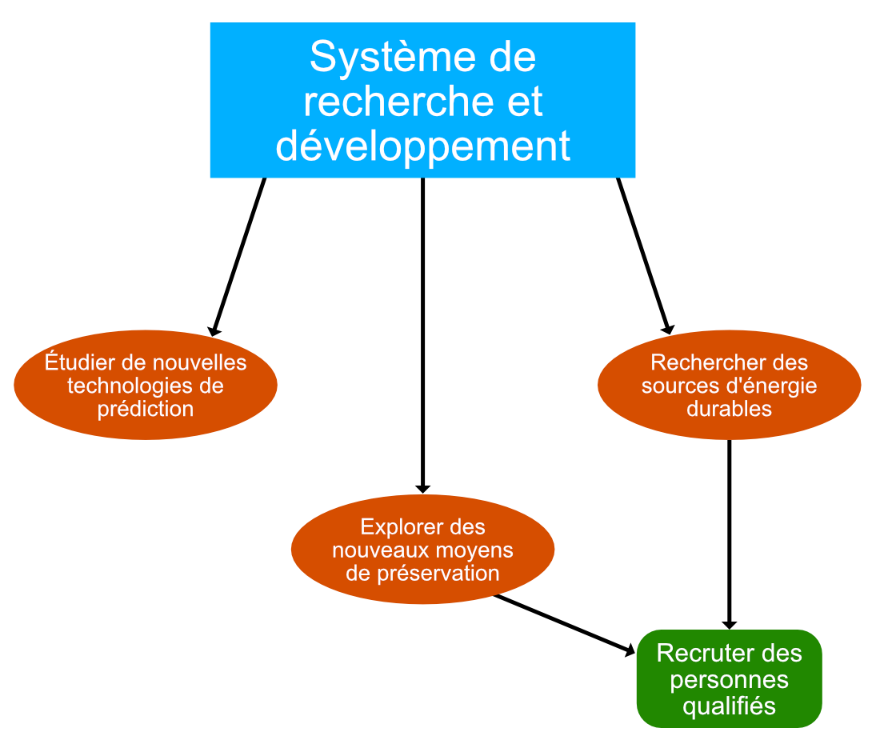 Système de
recherche et
développement
Étudier de nouvelles
technologies de
prédiction
Rechercher des
sources d'énergie
durables
Explorer des
nouveaux moyens
de préservation
Recruter des
personnes
qualifiés